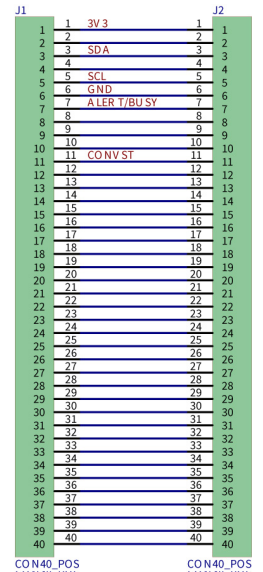 J1 J2
1 1 3V3 1 1
2 2 2 2
3 3 SDA 3 3
4 4 4 4
5 5 SCL 5 5
6 6 GND 6 6
7 7 ALERT/BUSY 7 7
8 8 8 8
9 9 9 9
10 10 10 10
11 11 CONVST 11 11
12 12 12 12
13 13 13 13
14 14 14 14
15 15 15 15
16 16 16 16
17 17 17 17
18 18 18 18
19 19 19 19
20 20 20 20
21 21 21 21
22 22 22 22
23 23 23 23
24 24 24 24
25 25 25 25
26 26 26 26
27 27 27 27
28 28 28 28
29 29 29 29
30 30 30 30
31 31 31 31
32 32 32 32
33 33 33 33
34 34 34 34
35 35 35 35
36 36 36 36
37 37 37 37
38 38 38 38
39 39 39 39
40 40 40 40
CON40_POS CON40_POS